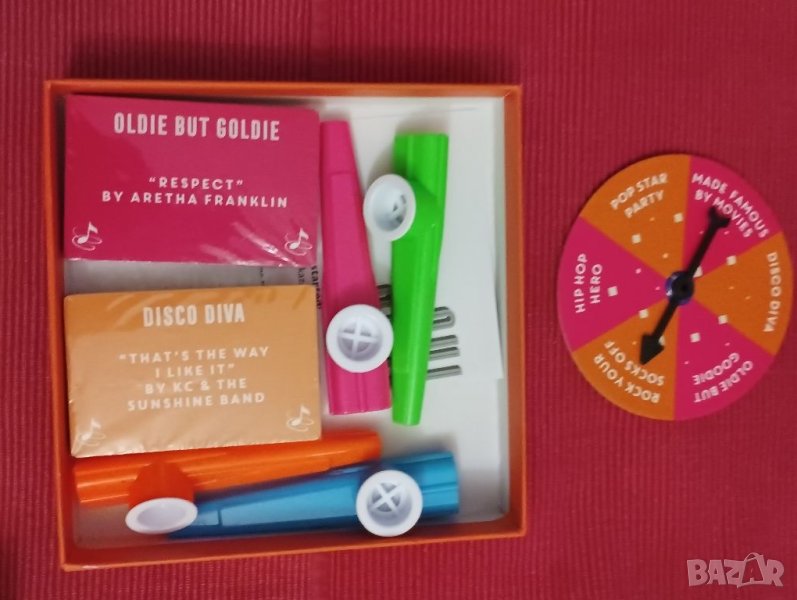 OLDIE BUT GOLDIE
"RESPECT"
BY ARETHA FRANKLIN
DISCO DIVA
"THAT'S THE WAY
I LIKE IT"
BY KC & THE
SUNSHINE BAND
started!
POP STAR
PARTY
MADE FAMOUS
BY MOVIES
DISCO DIVA
OLDIE BUT
GOODIE
ROCK YOUR
SOCKS OFF
HIP HOP
HERO
BAZAR